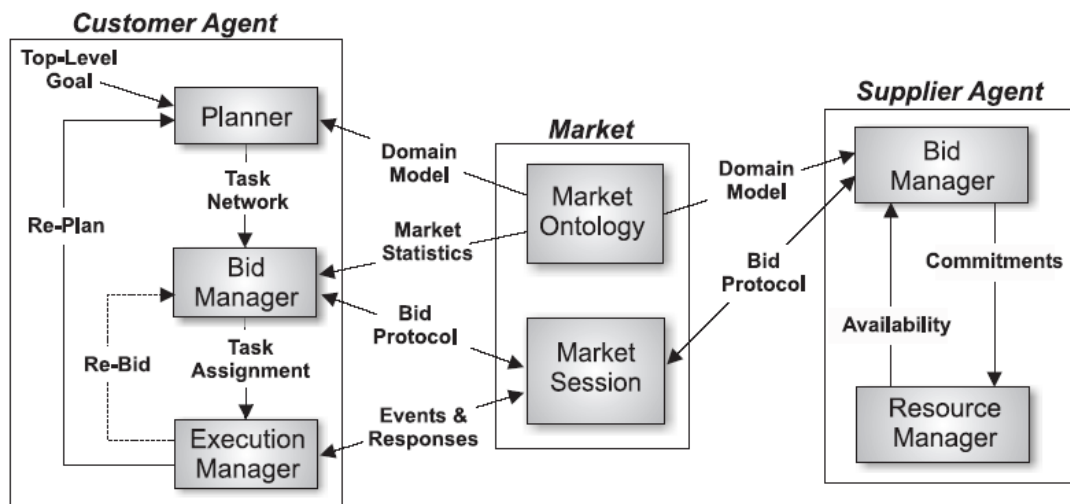 Customer Agent
Top-Level
Goal
Planner
Task
Network
Re-Plan
Bid
Manager
Re-Bid
Task
Assignment
Execution
Manager
Domain
Model
Market
Statistics
Bid
Protocol
Events &
Responses
Market
Market
Ontology
Market
Session
Domain
Model
Bid
Protocol
Supplier Agent
Bid
Manager
Commitments
Availability
Resource
Manager